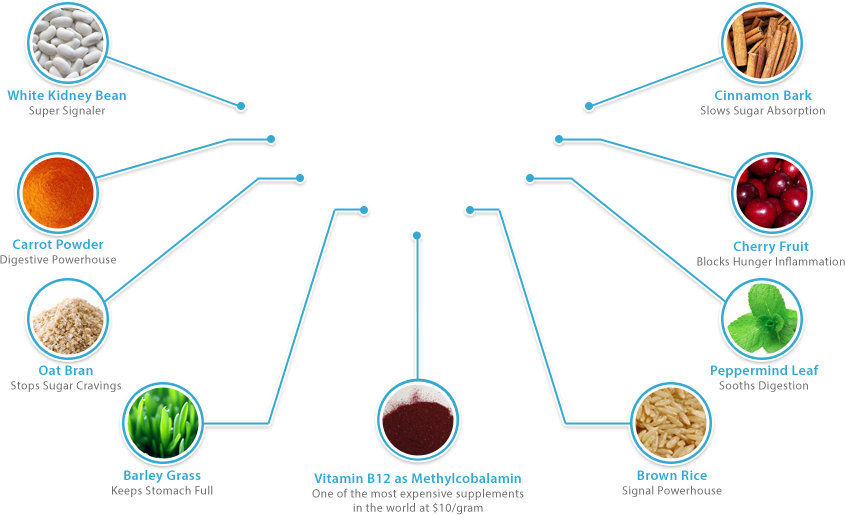 White Kidney Bean
Super Signaler
Cinnamon Bark
Slows Sugar Absorption
Carrot Powder
Digestive Powerhouse
Cherry Fruit
Blocks Hunger Inflammation
Oat Bran
Stops Sugar Cravings
Peppermind Leaf
Sooths Digestion
Barley Grass
Keeps Stomach Full
Vitamin B12 as Methylcobalamin
One of the most expensive supplements
in the world at $10/gram
Brown Rice
Signal Powerhouse